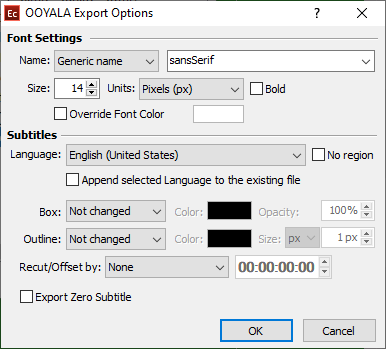 Ec OOYALA Export Options
Font Settings
Name: Generic name sansSerif
Size: 14 Units: Pixels (px) Bold
Override Font Color
Subtitles
Language: English (United States) No region
Append selected Language to the existing file
Box: Not changed Color: Opacity: 100%
Outline: Not changed Color: Size: px 1 px
Recut/Offset by: None 00:00:00:00
Export Zero Subtitle
OK Cancel